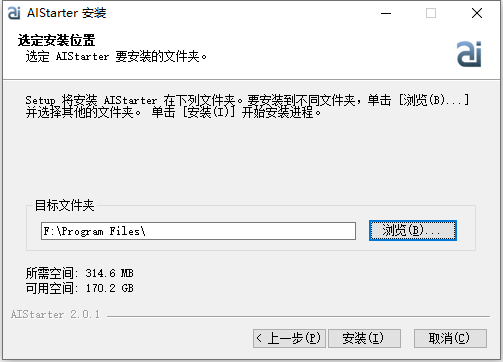 AIStarter 安装
选定安装位置
选定 AIStarter 要安装的文件夹。
ai
Setup 将安装 AIStarter 在下列文件夹。要安装到不同文件夹，单击 [浏览(B)...]
并选择其他的文件夹。 单击 [安装(I)] 开始安装进程。
目标文件夹
F:\Program Files\
浏览(B)...
所需空间: 314.6 MB
可用空间: 170.2 GB
AIStarter 2.0.1
< 上一步(P)
安装(I)
取消(C)